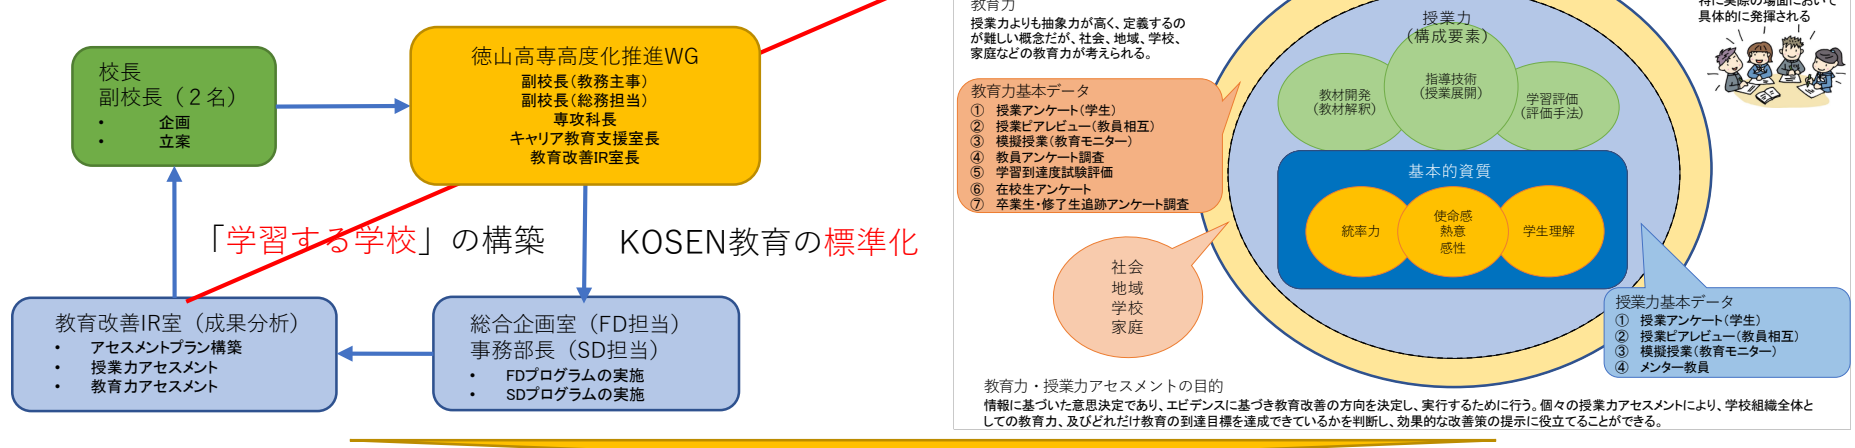 校長
副校長（２名）
• 企画
• 立案
徳山高専高度化推進WG
副校長（教務主事）
副校長（総務担当）
専攻科長
キャリア教育支援室長
教育改善IR室長
「学習する学校」の構築
KOSEN教育の標準化
教育改善IR室（成果分析）
• アセスメントプラン構築
• 授業力アセスメント
• 教育力アセスメント
総合企画室（FD担当）
事務部長（SD担当）
• FDプログラムの実施
• SDプログラムの実施
教育力
授業力よりも抽象力が高く、定義するの
が難しい概念だが、社会、地域、学校、
家庭などの教育力が考えられる。
教育力基本データ
① 授業アンケート（学生）
② 授業ピアレビュー（教員相互）
③ 模擬授業（教育モニター）
④ 教員アンケート調査
⑤ 学習到達度試験評価
⑥ 在校生アンケート
⑦ 卒業生・修了生追跡アンケート調査
社会
地域
学校
家庭
授業力
（構成要素）
教材開発
（教材解釈）
指導技術
（授業展開）
学習評価
（評価手法）
基本的資質
統率力
使命感
熱意
感性
学生理解
特に実際の場面において
具体的に発揮される
授業力基本データ
① 授業アンケート（学生）
② 授業ピアレビュー（教員相互）
③ 模擬授業（教育モニター）
④ メンター教員
教育力・授業力アセスメントの目的
情報に基づいた意思決定であり、エビデンスに基づき教育改善の方向を決定し、実行するために行う。個々の授業力アセスメントにより、学校組織全体と
しての教育力、及びどれだけ教育の到達目標を達成できているかを判断し、効果的な改善策の提示に役立てることができる。